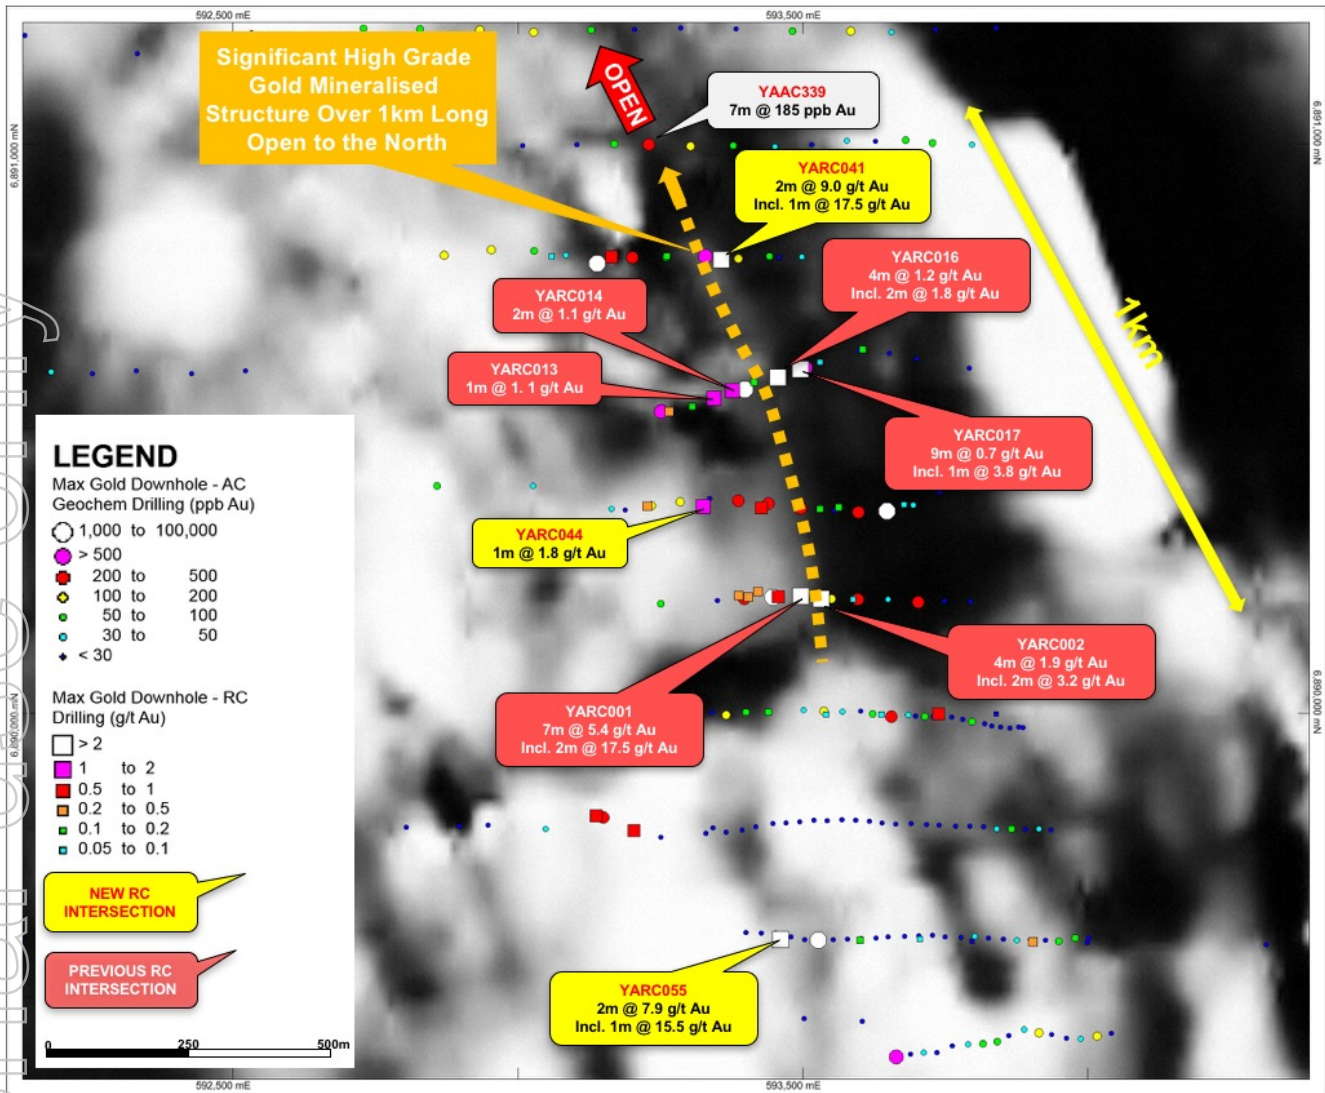 592,500 mE
593,500 mE
Significant High Grade
Gold Mineralised
Structure Over 1km Long
Open to the North
OPEN
YAAC339
7m @ 185 ppb Au
6,891,000 mN
6,891,000 mN
YARC041
2m @ 9.0 g/t Au
Incl. 1m @ 17.5 g/t Au
YARC016
4m @ 1.2 g/t Au
Incl. 2m @ 1.8 g/t Au
YARC014
2m @ 1.1 g/t Au
1km
YARC013
1m @ 1. 1 g/t Au
YARC017
9m @ 0.7 g/t Au
Incl. 1m @ 3.8 g/t Au
YARC044
1m @ 1.8 g/t Au
YARC002
4m @ 1.9 g/t Au
Incl. 2m @ 3.2 g/t Au
YARC001
7m @ 5.4 g/t Au
Incl. 2m @ 17.5 g/t Au
6,890,000 mN
6,890,000 mN
YARC055
2m @ 7.9 g/t Au
Incl. 1m @ 15.5 g/t Au
LEGEND
Max Gold Downhole - AC
Geochem Drilling (ppb Au)
1,000 to 100,000
> 500
200 to 500
100 to 200
50 to 100
30 to 50
< 30
Max Gold Downhole - RC
Drilling (g/t Au)
> 2
1 to 2
0.5 to 1
0.2 to 0.5
0.1 to 0.2
0.05 to 0.1
NEW RC
INTERSECTION
PREVIOUS RC
INTERSECTION
0 250 500m
592,500 mE
593,500 mE